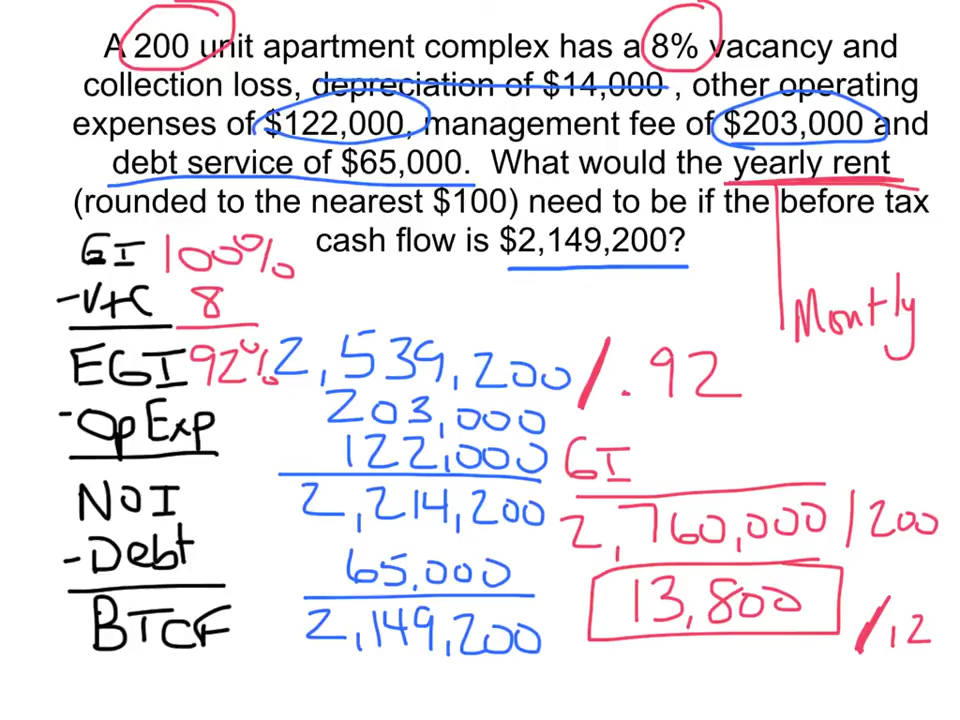 A 200 unit apartment complex has a 8% vacancy and
collection loss, depreciation of $14,000 , other operating
expenses of $122,000, management fee of $203,000 and
debt service of $65,000. What would the yearly rent
(rounded to the nearest $100) need to be if the before tax
cash flow is $2,149,200?
GI 100%
-V+C 8
Montly
EGI 92% 2,539,200 /.92
-Op Exp 203,000
122,000 GI
NOI 2,214,200 2,760,000 /200
-Debt 65,000 13,800
BTCF 2,149,200 /12